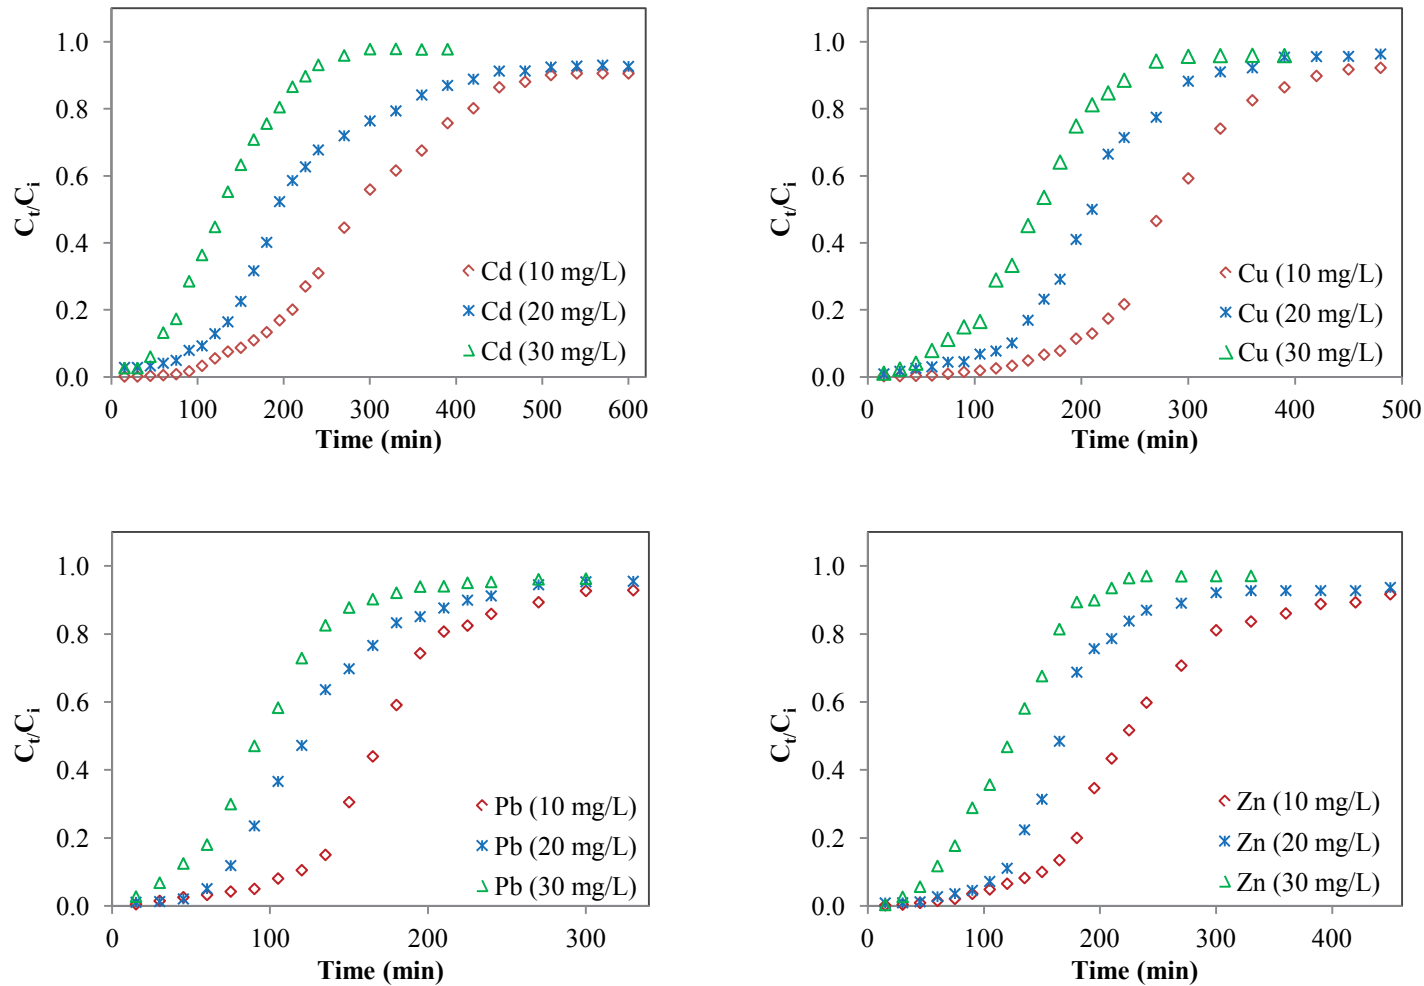 1.0
0.8
0.6
0.4
0.2
0.0
Ct/Ci
0 100 200 300 400 500 600
Time (min)
Cd (10 mg/L)
Cd (20 mg/L)
Cd (30 mg/L)
1.0
0.8
0.6
0.4
0.2
0.0
Ct/Ci
0 100 200 300 400 500
Time (min)
Cu (10 mg/L)
Cu (20 mg/L)
Cu (30 mg/L)
1.0
0.8
0.6
0.4
0.2
0.0
Ct/Ci
0 100 200 300
Time (min)
Pb (10 mg/L)
Pb (20 mg/L)
Pb (30 mg/L)
1.0
0.8
0.6
0.4
0.2
0.0
Ct/Ci
0 100 200 300 400
Time (min)
Zn (10 mg/L)
Zn (20 mg/L)
Zn (30 mg/L)